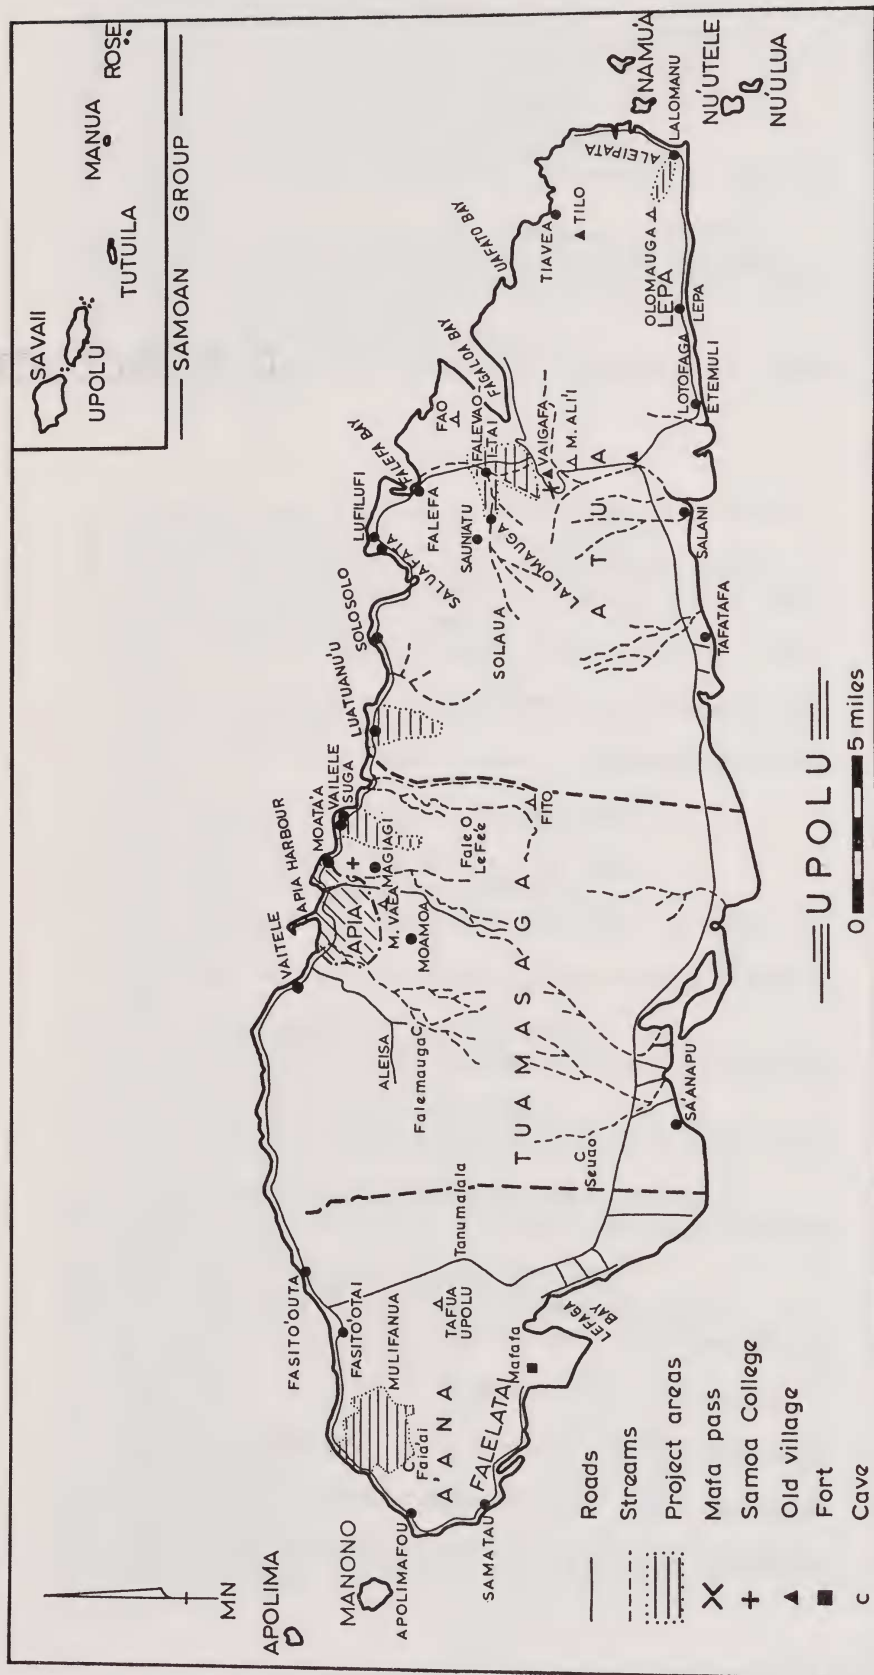 SAVAII
UPOLU
TUTUILA
MANUA
ROSE
SAMOAN GROUP
MN
APOLIMA
MANONO
APOLIMAFOU
SAMATAU
FALELATAI
A'ANA
Faia'ai
MULIFANUA
FASITO'OTAI
FASITO'OUTA
TAFUA
UPOLU
Tanumalala
Mafafa
LEFAGA
BAY
VAITELE
APIA HARBOUR
MOATA'A
VAILELE
SUGA
APIA
M. VAEA
MAGIAGI
MOAMOA
ALEISA
Falemauga C
Fale O
Le Fe'e
FITO
TUAMASAGA
C
Seuao
SA'ANAPU
LUATUANU'U
SOLOSOLO
LUFILUFI
SALUAFATA
FALEFA BAY
FALEFA
FAO
FAGALOA BAY
UAFATO BAY
FALEVAO
ILTAI
SAUNIATU
SOLAUA
LALOMAUGA
VAIGAFA
M. ALI'I
ATUA
TIAVEA
TILO
ALEIPATA
NAMU'A
LALOMANU
NU'UTELE
NU'ULUA
OLOMAUGA
LEPA
LEPA
LOTOFAGA
ETEMULI
SALANI
TAFATAFA
Roads
Streams
Project areas
Mafa pass
Samoa College
Old village
Fort
c Cave
UPOLU
0 5 miles